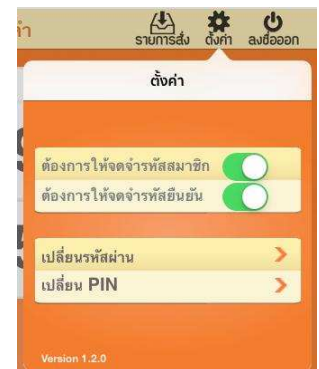 รายการสั่ง ตั้งค่า ลงชื่อออก
ตั้งค่า
ต้องการให้จดจำรหัสสมาชิก
ต้องการให้จดจำรหัสยืนยัน
เปลี่ยนรหัสผ่าน
เปลี่ยน PIN
Version 1.2.0